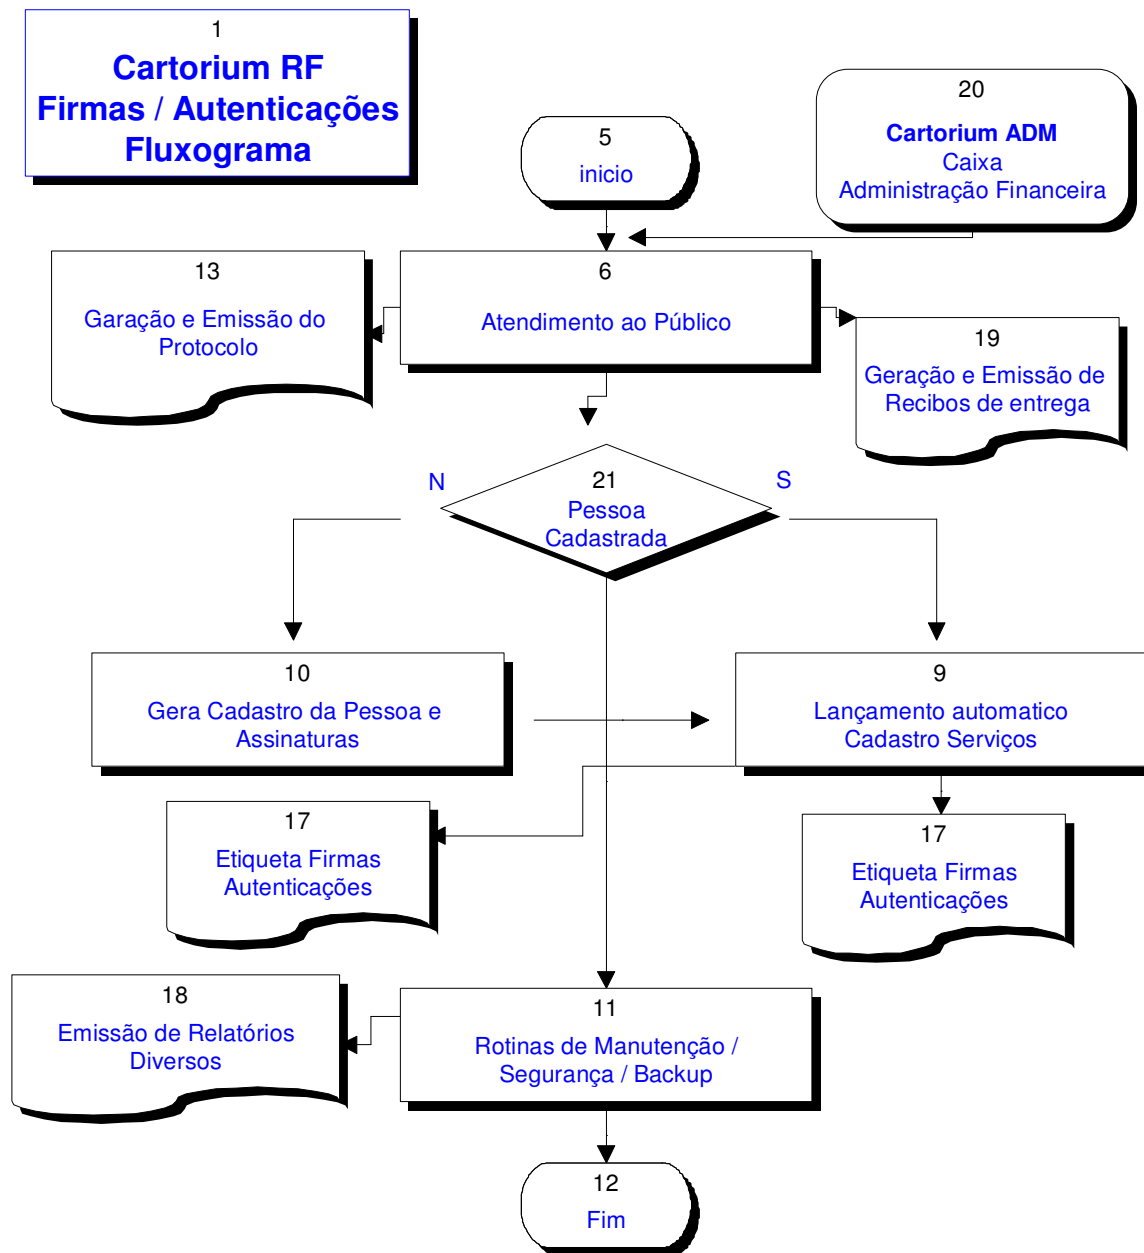 1
Cartorium RF
Firmas / Autenticações
Fluxograma
20
Cartorium ADM
Caixa
Administração Financeira
5
inicio
13
Garação e Emissão do
Protocolo
6
Atendimento ao Público
19
Geração e Emissão de
Recibos de entrega
N
21
Pessoa
Cadastrada
S
10
Gera Cadastro da Pessoa e
Assinaturas
9
Lançamento automatico
Cadastro Serviços
17
Etiqueta Firmas
Autenticações
17
Etiqueta Firmas
Autenticações
18
Emissão de Relatórios
Diversos
11
Rotinas de Manutenção /
Segurança / Backup
12
Fim